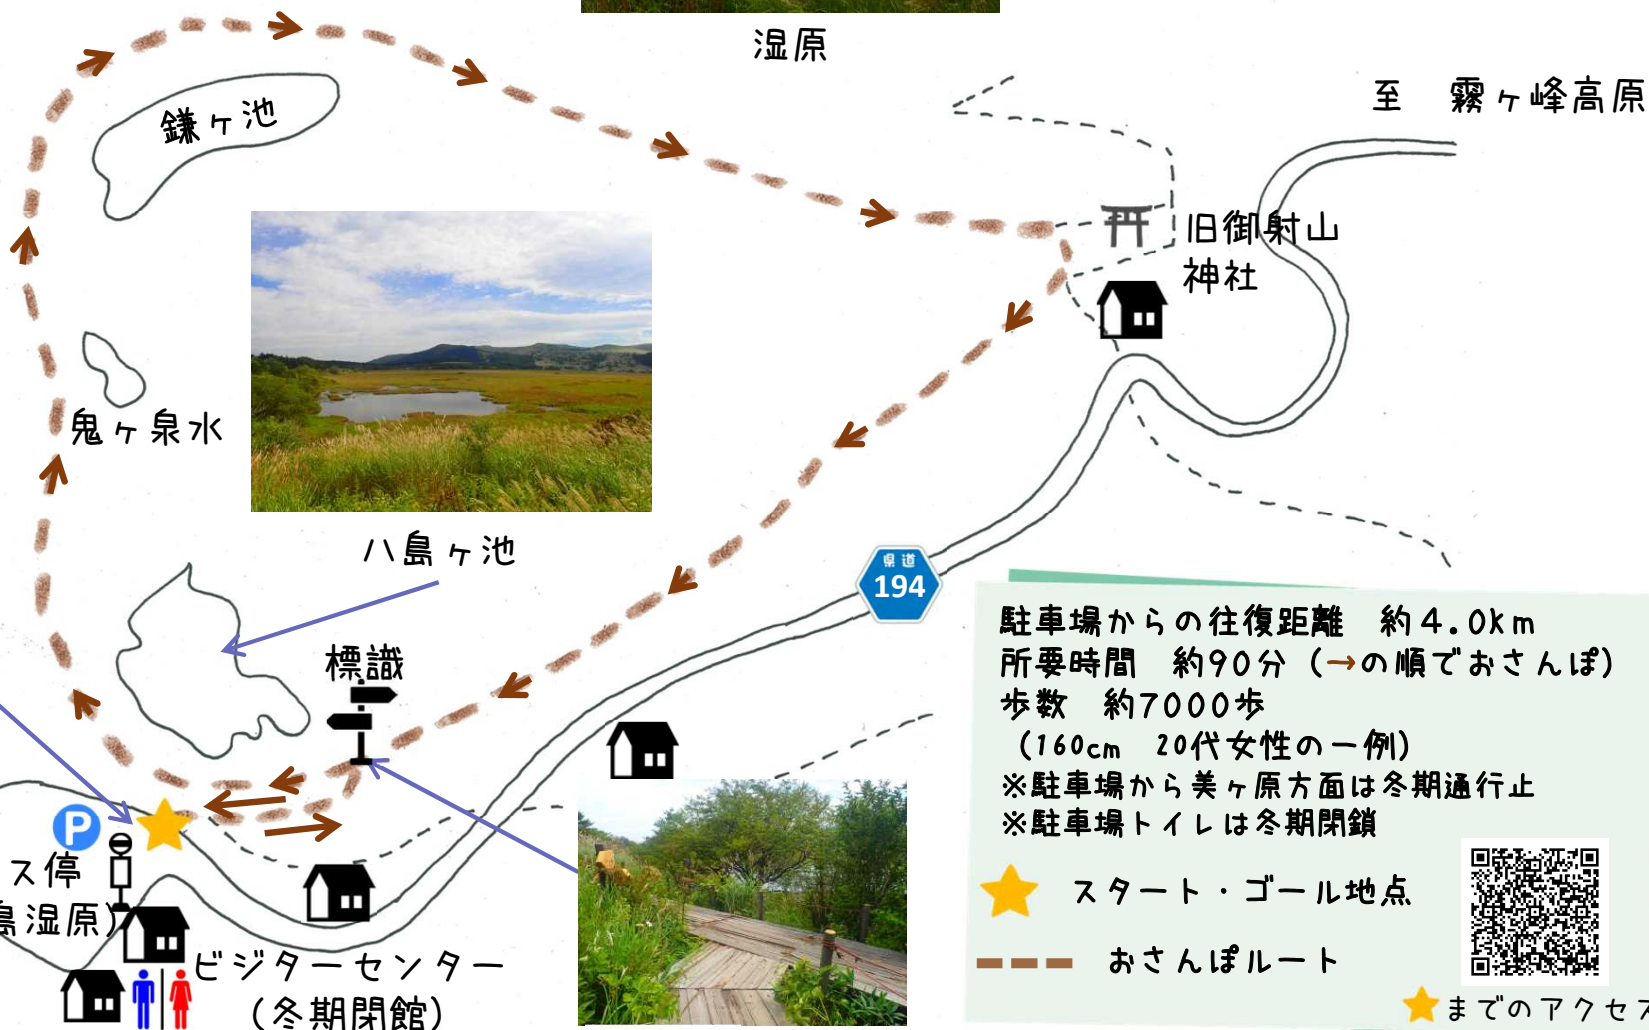 湿原
至　霧ヶ峰高原
鎌ヶ池
旧御射山
神社
鬼ヶ泉水
八島ヶ池
県道
194
標識
駐車場からの往復距離　約4.0km
所要時間　約90分（→の順でおさんぽ）
歩数　約7000歩
（160cm　20代女性の一例）
※駐車場から美ヶ原方面は冬期通行止
※駐車場トイレは冬期閉鎖
P
ス停
島湿原）
スタート・ゴール地点
おさんぽルート
ビジターセンター
（冬期閉館）
までのアクセス